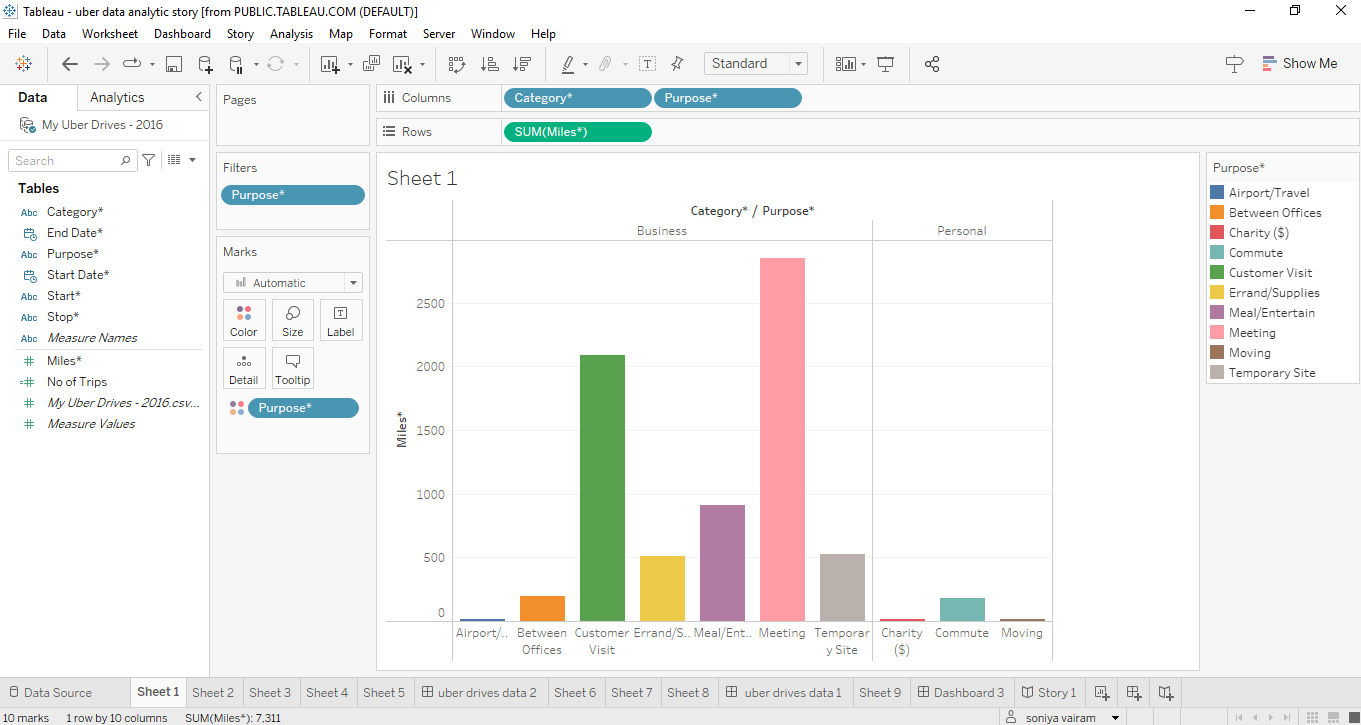 Tableau - uber data analytic story [from PUBLIC.TABLEAU.COM (DEFAULT)]
File Data Worksheet Dashboard Story Analysis Map Format Server Window Help
Standard
Show Me
Data Analytics
My Uber Drives - 2016
Search
Tables
Abc Category*
End Date*
Abc Purpose*
Start Date*
Abc Start*
Abc Stop*
Abc Measure Names
# Miles*
=# No of Trips
# My Uber Drives - 2016.csv...
# Measure Values
Pages
Filters
Purpose*
Marks
Automatic
Color Size Label
Detail Tooltip
Purpose*
Columns Category* Purpose*
Rows SUM(Miles*)
Sheet 1
Category* / Purpose*
Business Personal
Miles*
2500
2000
1500
1000
500
0
Airport/.. Between Offices Customer Visit Errand/S.. Meal/Ent.. Meeting Temporary Site Charity ($) Commute Moving
Purpose*
Airport/Travel
Between Offices
Charity ($)
Commute
Customer Visit
Errand/Supplies
Meal/Entertain
Meeting
Moving
Temporary Site
Data Source Sheet 1 Sheet 2 Sheet 3 Sheet 4 Sheet 5 uber drives data 2 Sheet 6 Sheet 7 Sheet 8 uber drives data 1 Sheet 9 Dashboard 3 Story 1
10 marks 1 row by 10 columns SUM(Miles*): 7,311 soniya vairam